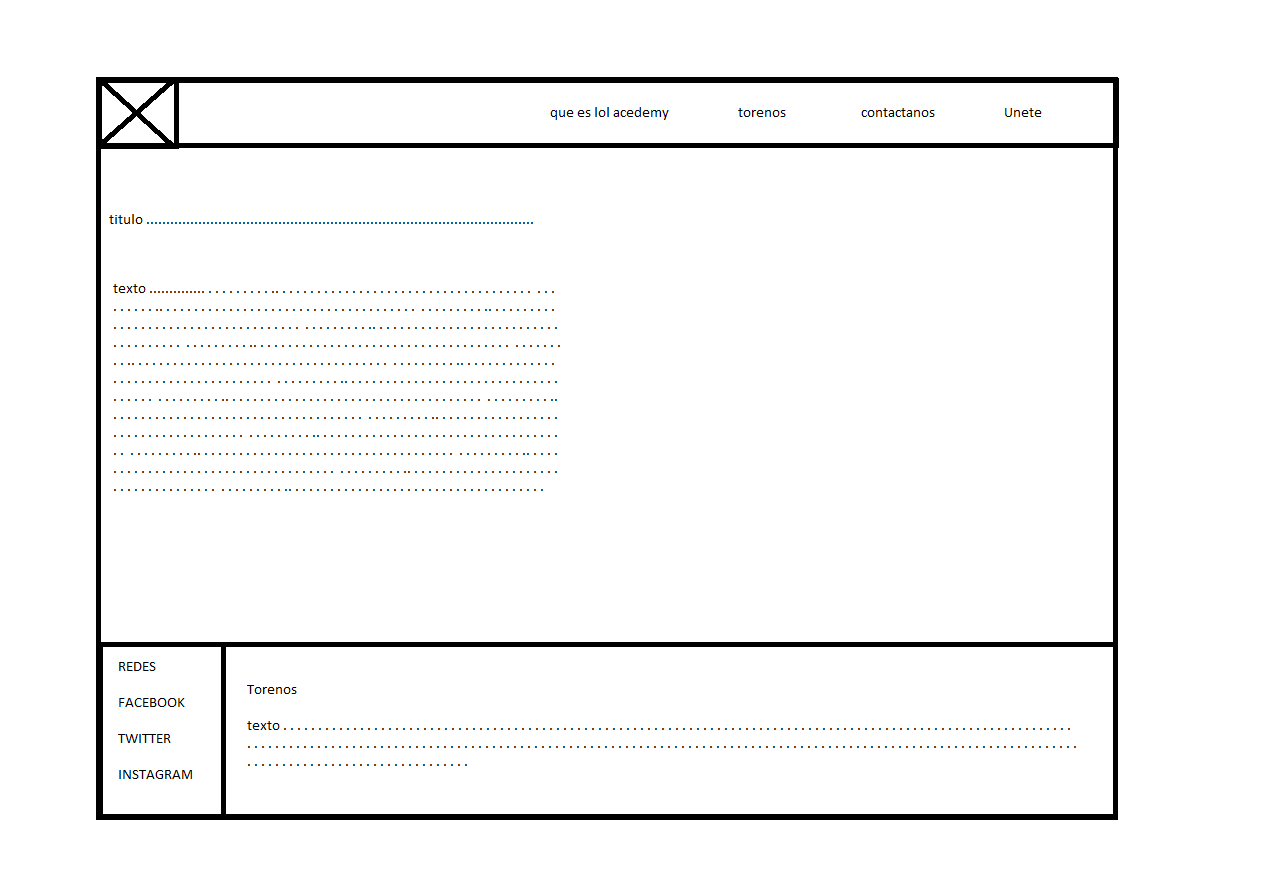 que es lol acedemy torenos contactanos Unete
titulo .................................................................................................
texto .............. . . . . . . . . . .. . . . . . . . . . . . . . . . . . . . . . . . . . . . . . . . . . . . . . . .
REDES
FACEBOOK
TWITTER
INSTAGRAM
Torenos
texto . . . . . . . . . . . . . . . . . . . . . . . . . . . . . . . . . . . . . . . . . . . . . . . . . . . . . . . . . . . . . . . . . . . . . . . . . . . . . . . . . . . . . . . . . . .